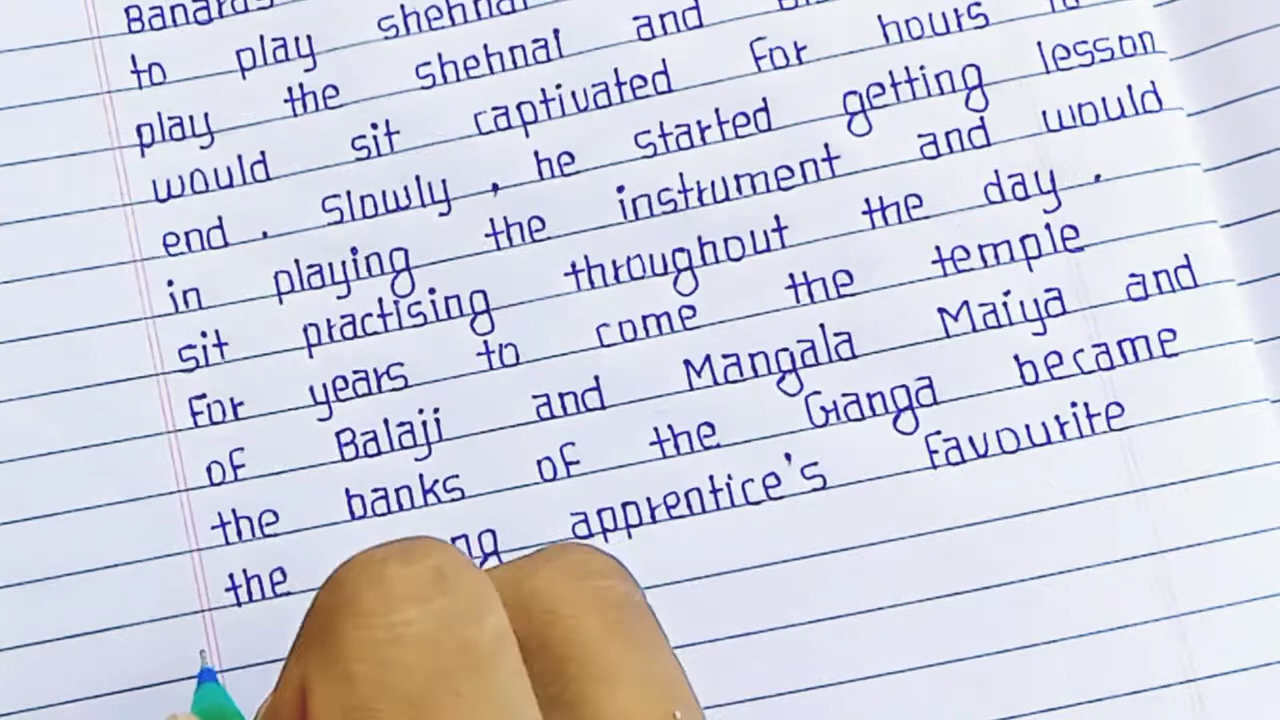 to play
play the shehnai and
would sit captivated for hours
end . Slowly , he started getting lesson
in playing the instrument and would
sit practising throughout the day .
For years to come the temple
of Balaji and Mangala Maiya and
the banks of the Ganga became
the apprentice's favourite